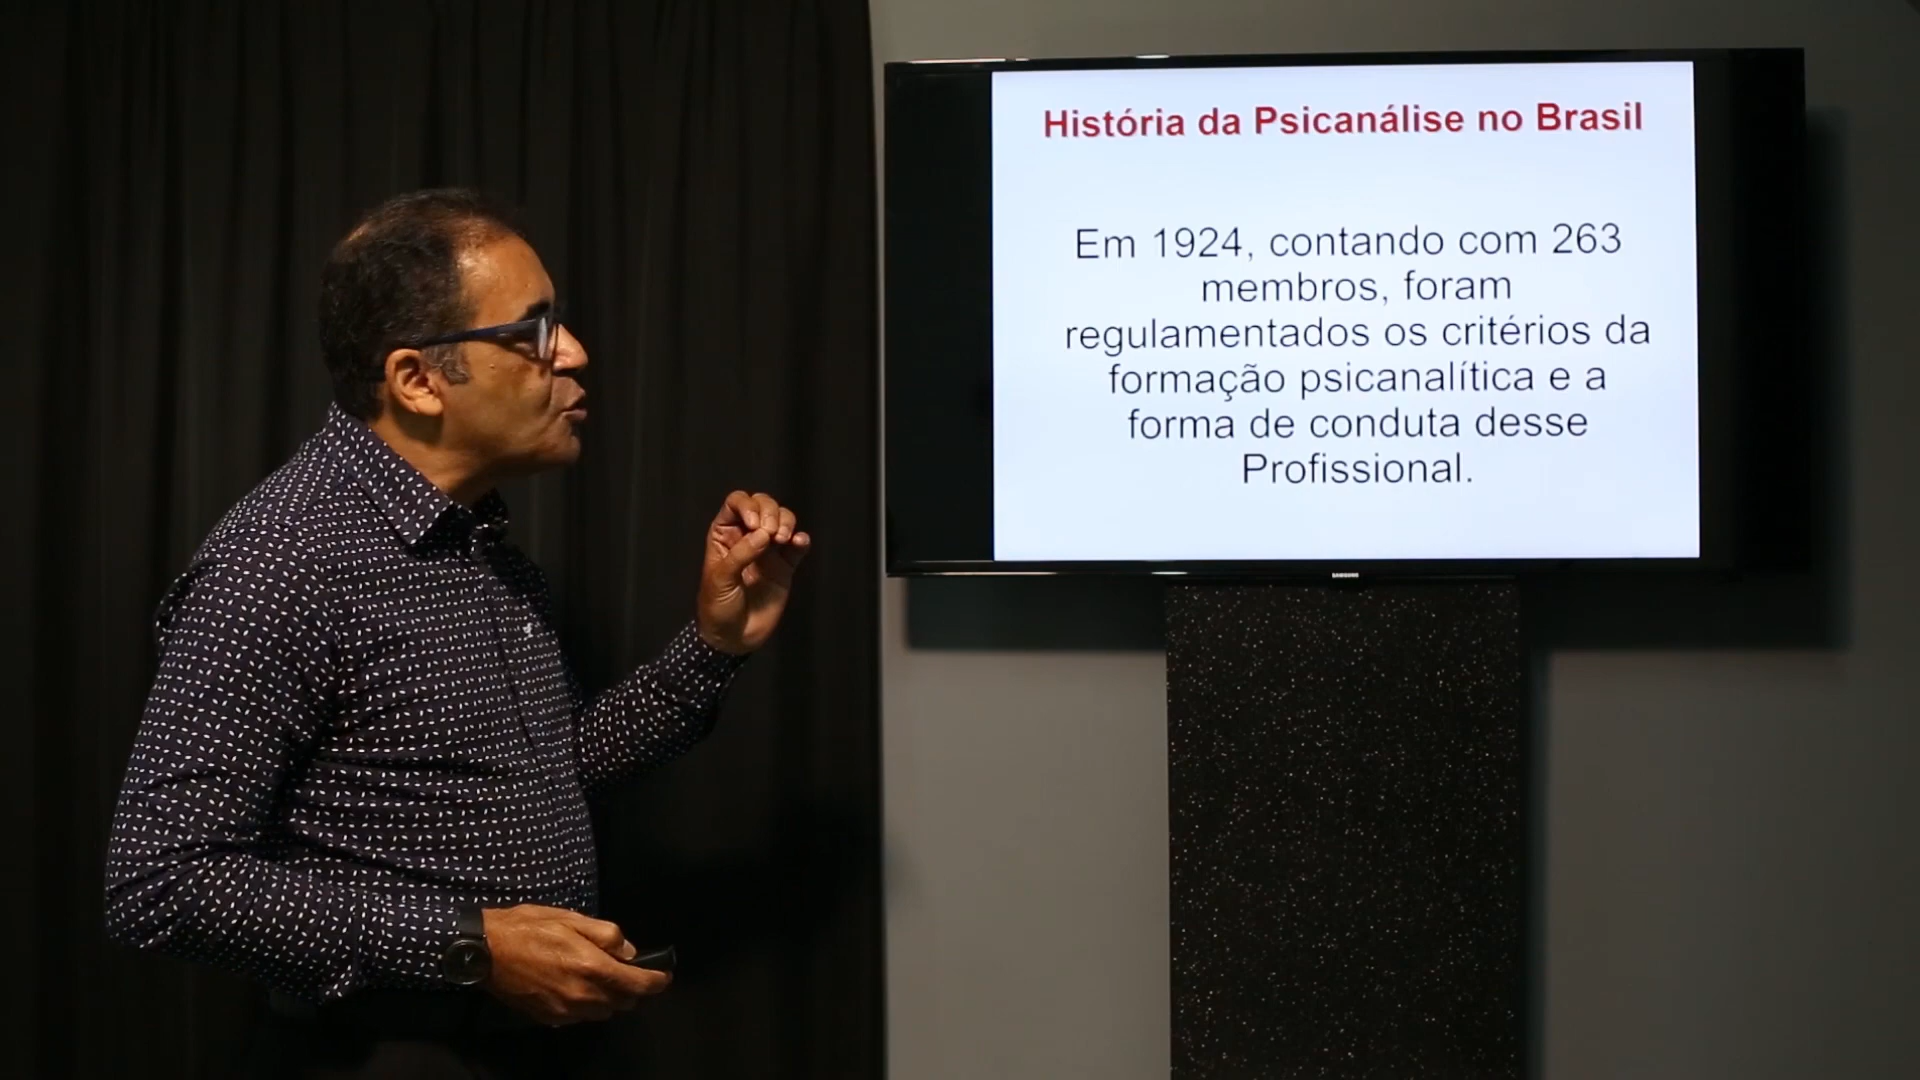 História da Psicanálise no Brasil
Em 1924, contando com 263
membros, foram
regulamentados os critérios da
formação psicanalítica e a
forma de conduta desse
Profissional.
SAMSUNG